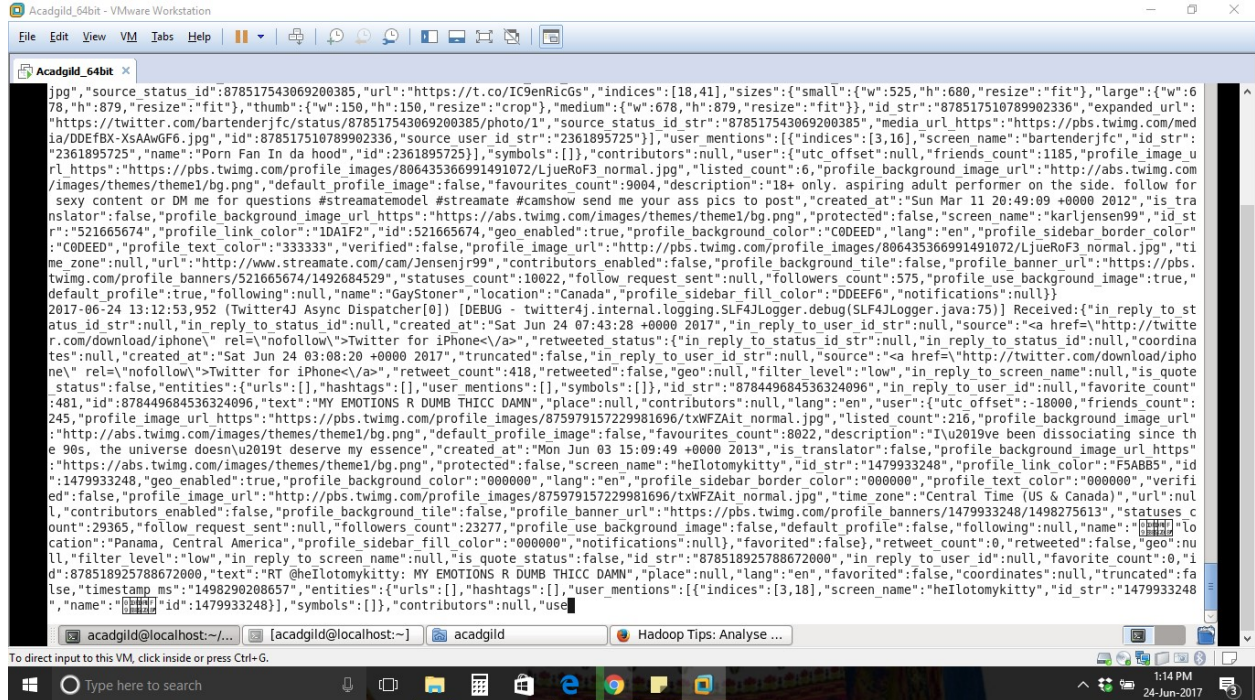 Acadgild_64bit - VMware Workstation
File Edit View VM Tabs Help
Acadgild_64bit
jpg","source_status_id":878517543069200385,"url":"https://t.co/IC9enRicGs","indices":[18,41],"sizes":{"small":{"w":525,"h":680,"resize":"fit"},"large":{"w":6
78,"h":879,"resize":"fit"},"thumb":{"w":150,"h":150,"resize":"crop"},"medium":{"w":678,"h":879,"resize":"fit"}},"id_str":"878517510789902336","expanded_url":
"https://twitter.com/bartenderjfc/status/878517543069200385/photo/1","source_status_id_str":"878517543069200385","media_url_https":"https://pbs.twimg.com/med
ia/DDEfBX-XsAAwGF6.jpg","id":878517510789902336,"source_user_id_str":"2361895725"}],"user_mentions":[{"indices":[3,16],"screen_name":"bartenderjfc","id_str":
"2361895725","name":"Porn Fan In da hood","id":2361895725}],"symbols":[]},"contributors":null,"user":{"utc_offset":null,"friends_count":1185,"profile_image_u
rl_https":"https://pbs.twimg.com/profile_images/806435366991491072/LjueRoF3_normal.jpg","listed_count":6,"profile_background_image_url":"http://abs.twimg.com
/images/themes/theme1/bg.png","default_profile_image":false,"favourites_count":9004,"description":"18+ only. aspiring adult performer on the side. follow for
sexy content or DM me for questions #streamatemodel #streamate #camshow send me your ass pics to post","created_at":"Sun Mar 11 20:49:09 +0000 2012","is_tra
nslator":false,"profile_background_image_url_https":"https://abs.twimg.com/images/themes/theme1/bg.png","protected":false,"screen_name":"karljensen99","id_st
r":"521665674","profile_link_color":"1DA1F2","id":521665674,"geo_enabled":true,"profile_background_color":"C0DEED","lang":"en","profile_sidebar_border_color"
:"C0DEED","profile_text_color":"333333","verified":false,"profile_image_url":"http://pbs.twimg.com/profile_images/806435366991491072/LjueRoF3_normal.jpg","ti
me_zone":null,"url":"http://www.streamate.com/cam/Jensenjr99","contributors_enabled":false,"profile_background_tile":false,"profile_banner_url":"https://pbs.
twimg.com/profile_banners/521665674/1492684529","statuses_count":10022,"follow_request_sent":null,"followers_count":575,"profile_use_background_image":true,"
default_profile":true,"following":null,"name":"GayStoner","location":"Canada","profile_sidebar_fill_color":"DDEEF6","notifications":null}}
2017-06-24 13:12:53,952 (Twitter4J Async Dispatcher[0]) [DEBUG - twitter4j.internal.logging.SLF4JLogger.debug(SLF4JLogger.java:75)] Received:{"in_reply_to_st
atus_id_str":null,"in_reply_to_status_id":null,"created_at":"Sat Jun 24 07:43:28 +0000 2017","in_reply_to_user_id_str":null,"source":"<a href=\"http://twitte
r.com/download/iphone\" rel=\"nofollow\">Twitter for iPhone<\/a>","retweeted_status":{"in_reply_to_status_id_str":null,"in_reply_to_status_id":null,"coordina
tes":null,"created_at":"Sat Jun 24 03:08:20 +0000 2017","truncated":false,"in_reply_to_user_id_str":null,"source":"<a href=\"http://twitter.com/download/ipho
ne\" rel=\"nofollow\">Twitter for iPhone<\/a>","retweet_count":418,"retweeted":false,"geo":null,"filter_level":"low","in_reply_to_screen_name":null,"is_quote
_status":false,"entities":{"urls":[],"hashtags":[],"user_mentions":[],"symbols":[]},"id_str":"878449684536324096","in_reply_to_user_id":null,"favorite_count"
:481,"id":878449684536324096,"text":"MY EMOTIONS R DUMB THICC DAMN","place":null,"contributors":null,"lang":"en","user":{"utc_offset":-18000,"friends_count":
245,"profile_image_url_https":"https://pbs.twimg.com/profile_images/875979157229981696/txWFZAit_normal.jpg","listed_count":216,"profile_background_image_url"
:"http://abs.twimg.com/images/themes/theme1/bg.png","default_profile_image":false,"favourites_count":8022,"description":"I\u2019ve been dissociating since th
e 90s, the universe doesn\u2019t deserve my essence","created_at":"Mon Jun 03 15:09:49 +0000 2013","is_translator":false,"profile_background_image_url_https"
:"https://abs.twimg.com/images/themes/theme1/bg.png","protected":false,"screen_name":"heIlotomykitty","id_str":"1479933248","profile_link_color":"F5ABB5","id
":1479933248,"geo_enabled":true,"profile_background_color":"000000","lang":"en","profile_sidebar_border_color":"000000","profile_text_color":"000000","verifi
ed":false,"profile_image_url":"http://pbs.twimg.com/profile_images/875979157229981696/txWFZAit_normal.jpg","time_zone":"Central Time (US & Canada)","url":nul
l,"contributors_enabled":false,"profile_background_tile":false,"profile_banner_url":"https://pbs.twimg.com/profile_banners/1479933248/1498275613","statuses_c
ount":29365,"follow_request_sent":null,"followers_count":23277,"profile_use_background_image":false,"default_profile":false,"following":null,"name":" "lo
cation":"Panama, Central America","profile_sidebar_fill_color":"000000","notifications":null},"favorited":false},"retweet_count":0,"retweeted":false,"geo":nu
ll,"filter_level":"low","in_reply_to_screen_name":null,"is_quote_status":false,"id_str":"878518925788672000","in_reply_to_user_id":null,"favorite_count":0,"i
d":878518925788672000,"text":"RT @heIlotomykitty: MY EMOTIONS R DUMB THICC DAMN","place":null,"lang":"en","favorited":false,"coordinates":null,"truncated":fa
lse,"timestamp_ms":"1498290208657","entities":{"urls":[],"hashtags":[],"user_mentions":[{"indices":[3,18],"screen_name":"heIlotomykitty","id_str":"1479933248
","name":" "id":1479933248}],"symbols":[]},"contributors":null,"use
acadgild@localhost:~/... [acadgild@localhost:~] acadgild Hadoop Tips: Analyse ...
To direct input to this VM, click inside or press Ctrl+G.
Type here to search
1:14 PM
24-Jun-2017